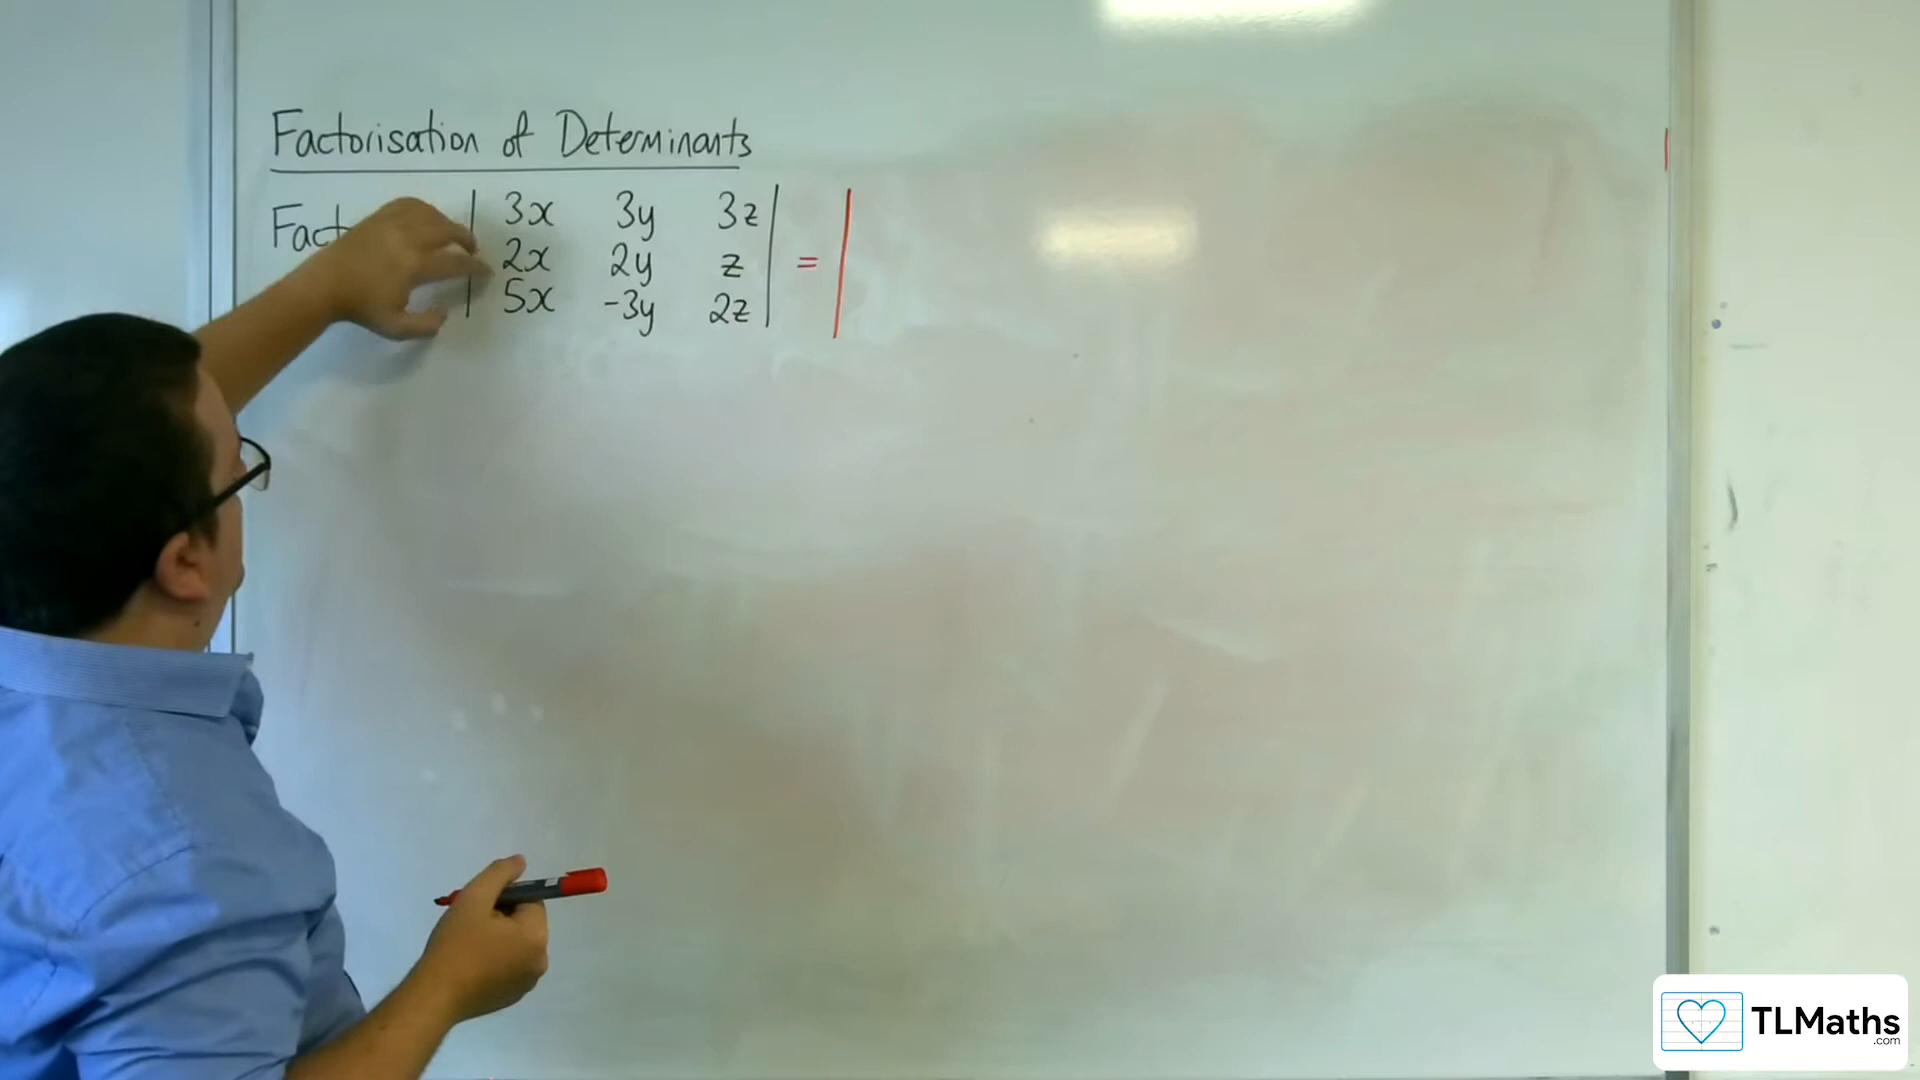 Factorisation of Determinants
Fact | 3x 3y 3z |
| 2x 2y z | = |
| 5x -3y 2z |
TLMaths
.com